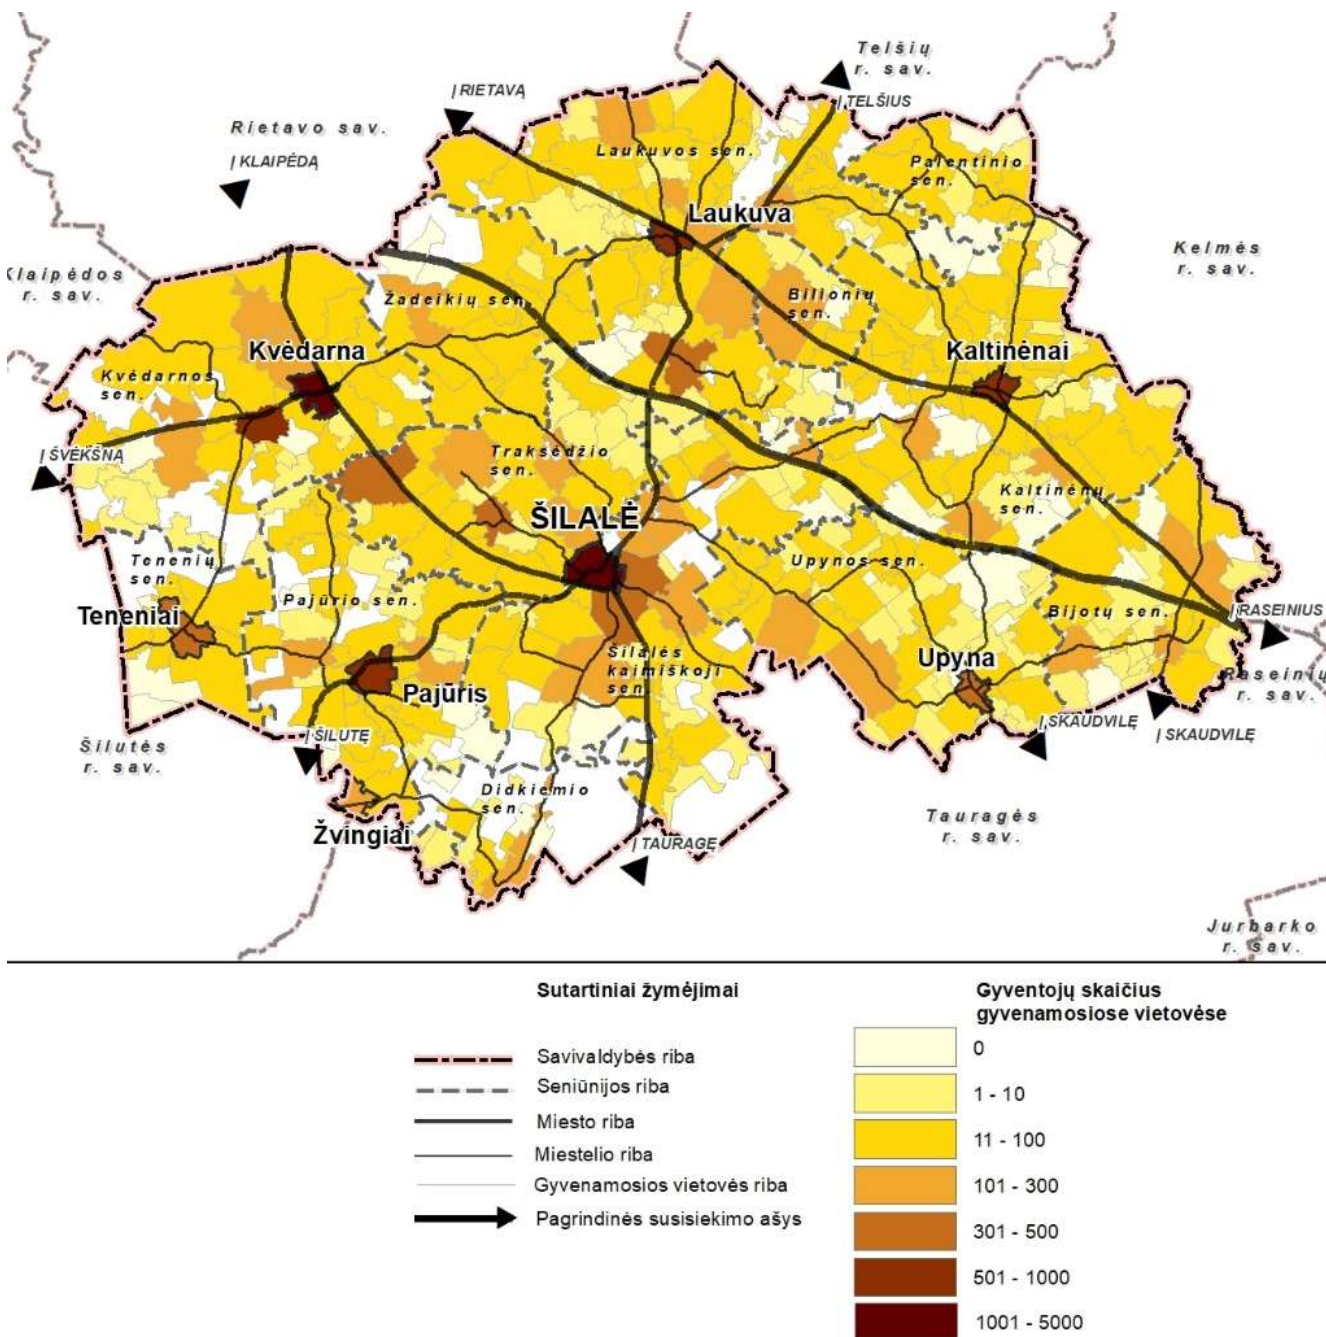 Telšių
r. sav.
Į RIETAVĄ
Į TELŠIUS
Rietavo sav.
Į KLAIPĖDĄ
Laukuvos sen.
Palentinio
sen.
Laukuva
Kelmės
r. sav.
Klaipėdos
r. sav.
Žadeikių sen.
Bilionių
sen.
Kvėdarna
Kaltinėnai
Kvėdarnos
sen.
Į ŠVĖKŠNĄ
Traksėdžio
sen.
Kaltinėnų
sen.
ŠILALĖ
Tenenių
sen.
Upynos sen.
Pajūrio sen.
Teneniai
Bijotų sen.
Į RASEINIUS
Šilalės
kaimiškoji
sen.
Upyna
Raseinių
r. sav.
Pajūris
Į SKAUDVILĘ
Į SKAUDVILĘ
Į ŠILUTĘ
Šilutės
r. sav.
Didkiemio
sen.
Tauragės
r. sav.
Žvingiai
Į TAURAGĘ
Jurbarko
r. sav.
Sutartiniai žymėjimai
Savivaldybės riba
Seniūnijos riba
Miesto riba
Miestelio riba
Gyvenamosios vietovės riba
Pagrindinės susisiekimo ašys
Gyventojų skaičius
gyvenamosiose vietovėse
0
1 - 10
11 - 100
101 - 300
301 - 500
501 - 1000
1001 - 5000